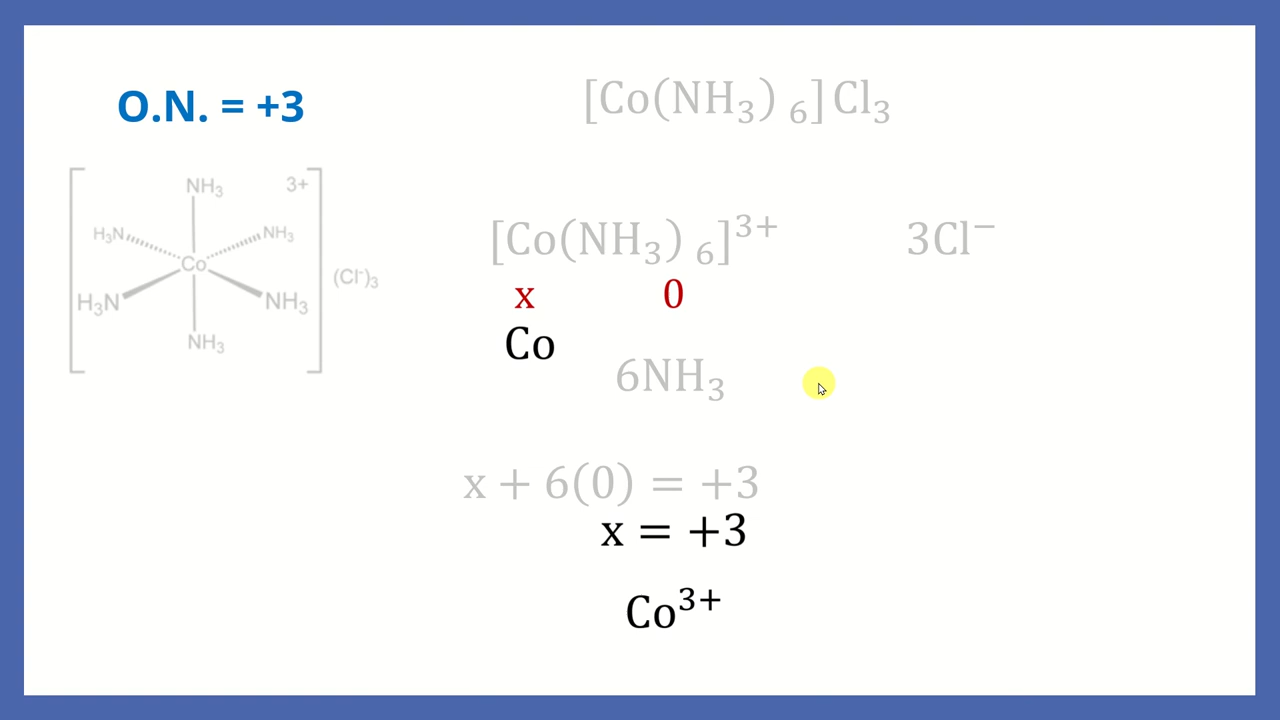 O.N. = +3
[Co(NH₃)₆]Cl₃
NH₃ 3+
H₃N NH₃
Co
(Cl⁻)₃
H₃N NH₃
NH₃
[Co(NH₃)₆]³⁺ 3Cl⁻
x 0
Co
6NH₃
x + 6(0) = +3
x = +3
Co³⁺